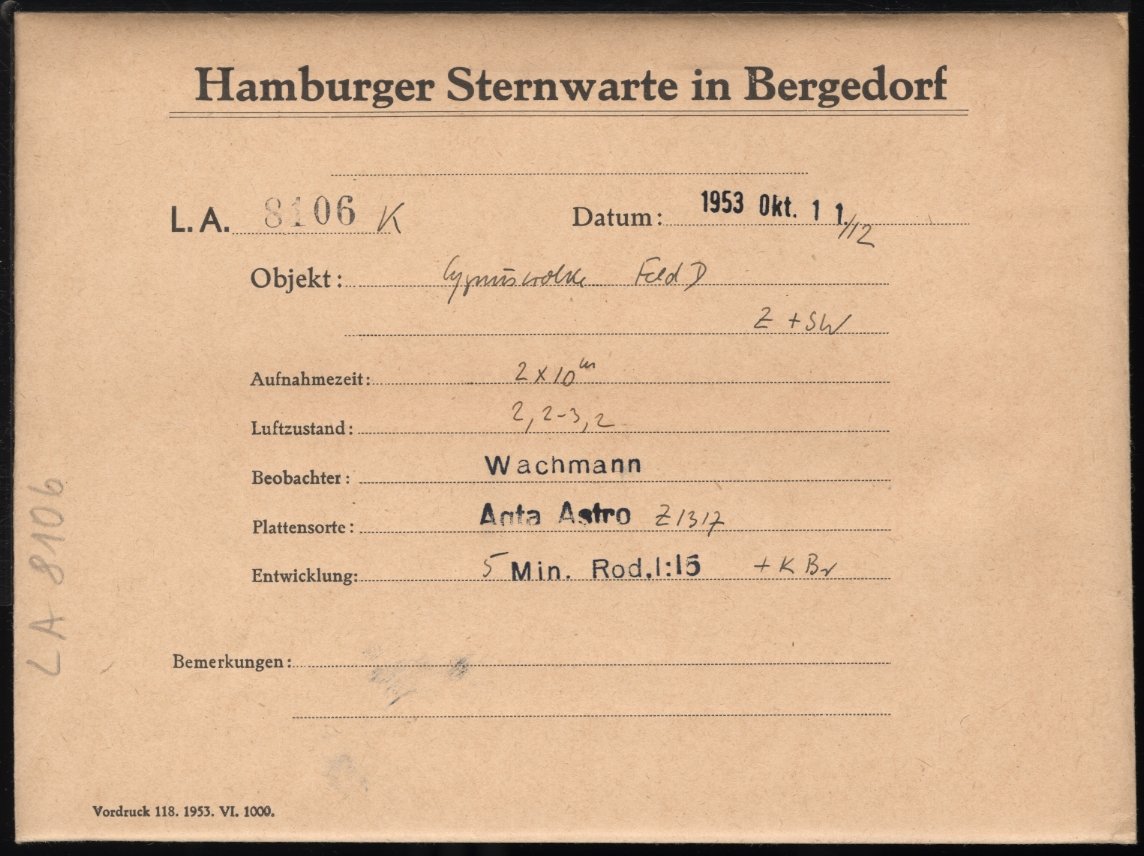 Hamburger Sternwarte in Bergedorf
L.A. 8106 K Datum: 1953 Okt. 11./12
Objekt: Cygnuswolke Feld D
Z + SW
Aufnahmezeit: 2 x 10 m
Luftzustand: 2, 2-3, 2
Beobachter: Wachmann
Plattensorte: Agfa Astro Z1317
Entwicklung: 5 Min. Rod. 1:15 + K Br
Bemerkungen:
Vordruck 118. 1953. VI. 1000.
LA 8106